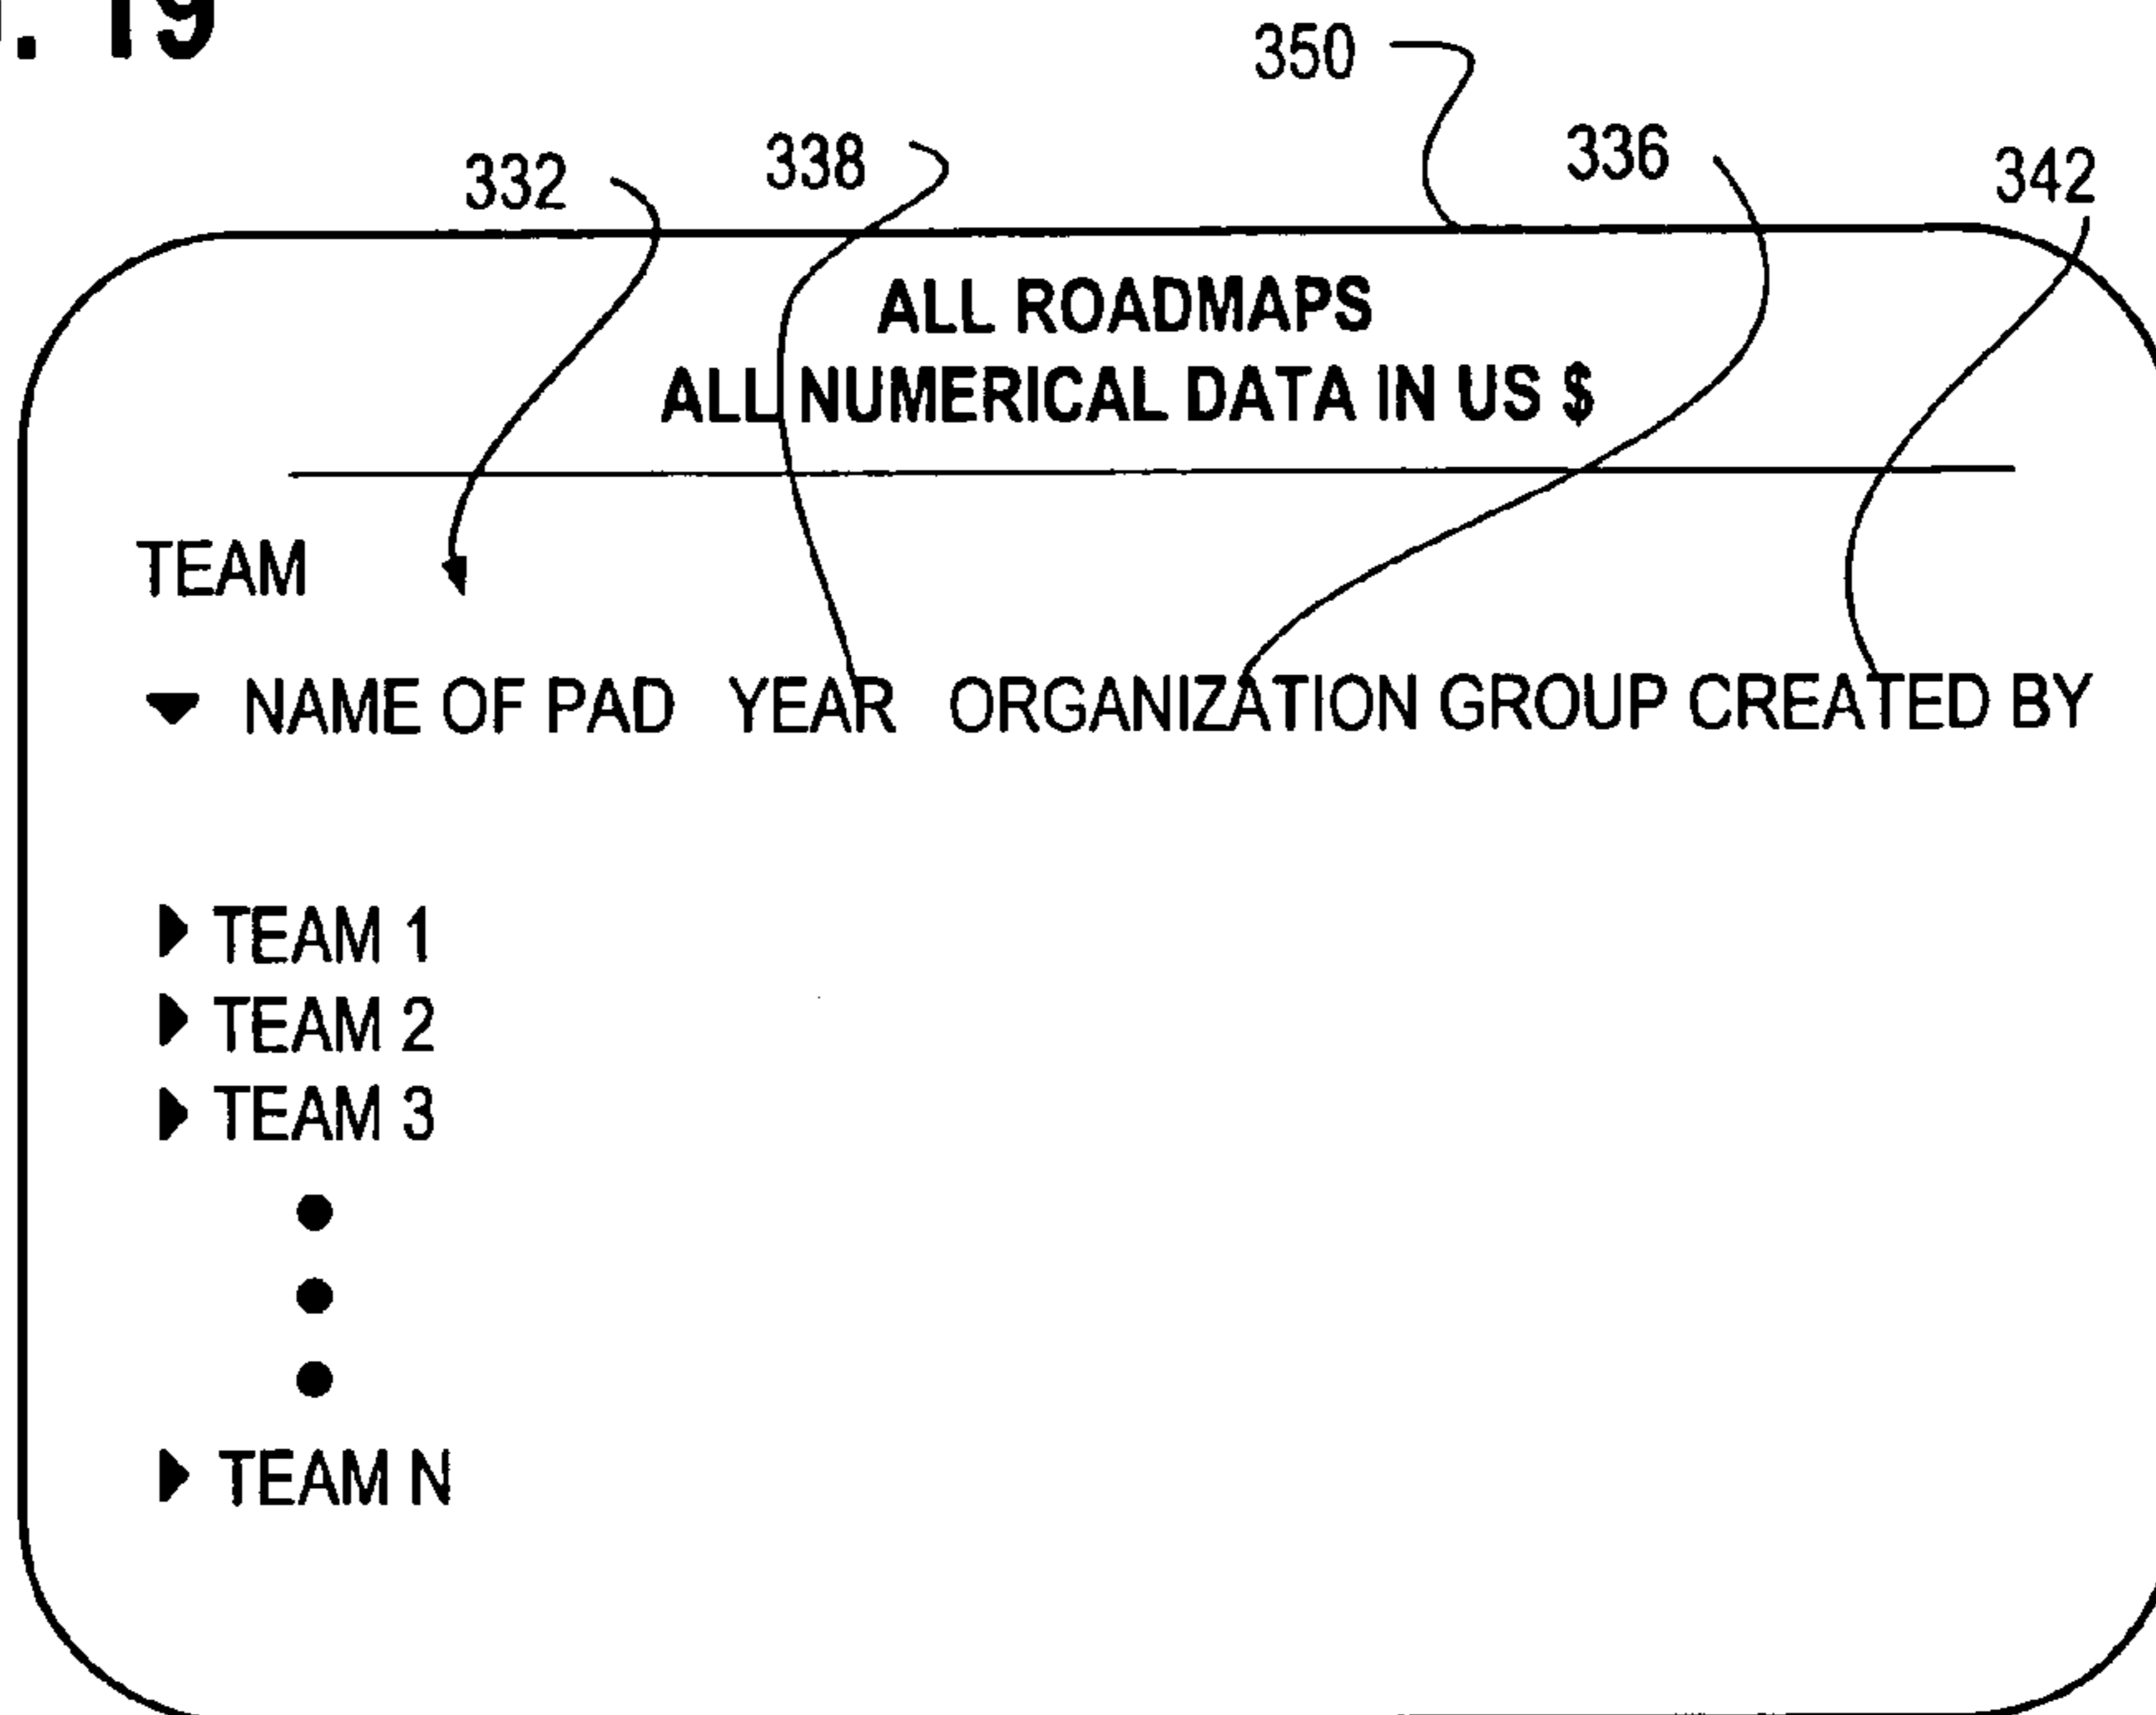 . 19
350
332 338 336 342
ALL ROADMAPS
ALL NUMERICAL DATA IN US $
TEAM
NAME OF PAD YEAR ORGANIZATION GROUP CREATED BY
TEAM 1
TEAM 2
TEAM 3
TEAM N